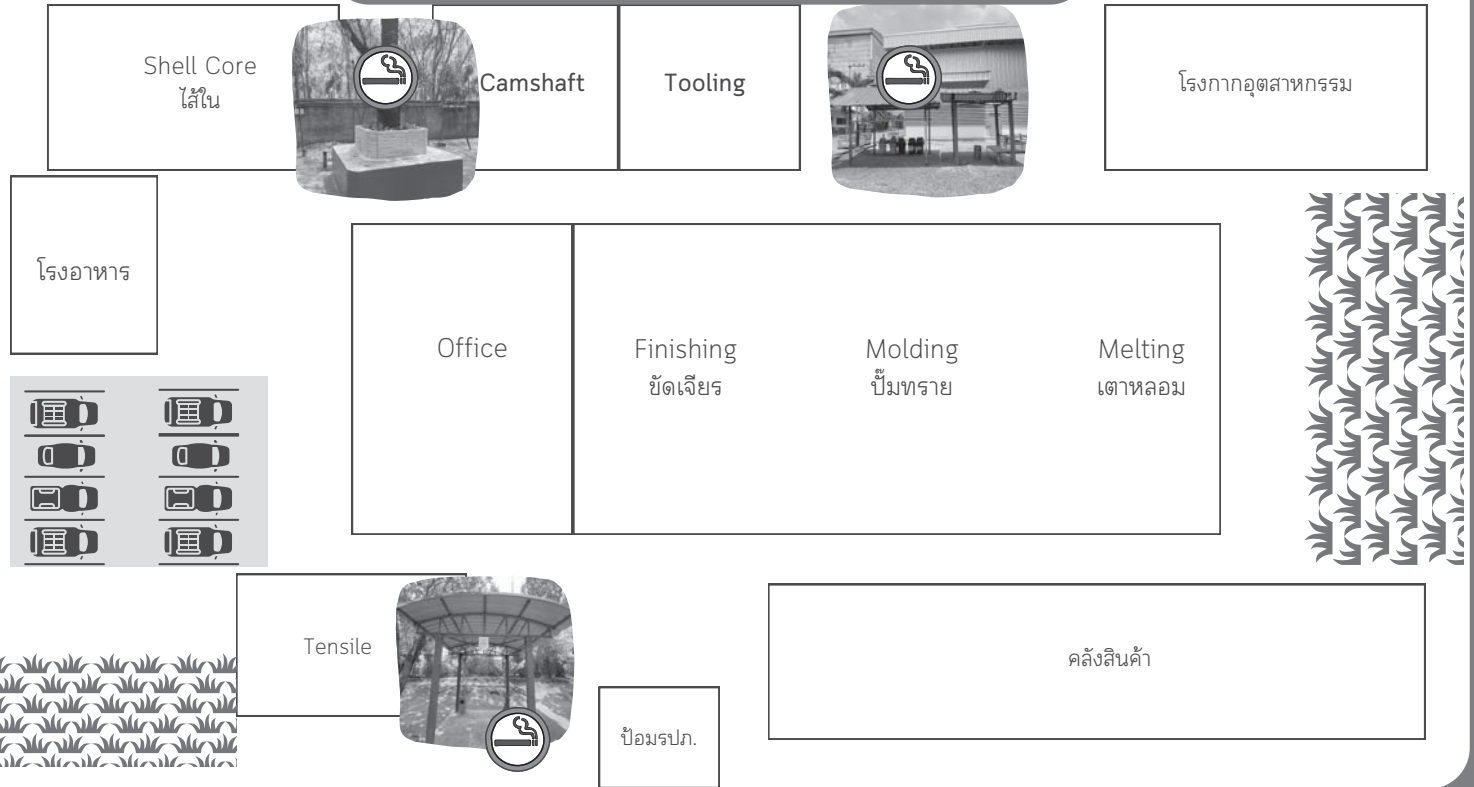 Shell Core
ไส้ใน
Camshaft
Tooling
โรงกากอุตสาหกรรม
โรงอาหาร
Office
Finishing
ขัดเจียร
Molding
ปั๊มทราย
Melting
เตาหลอม
Tensile
คลังสินค้า
ป้อมรปภ.